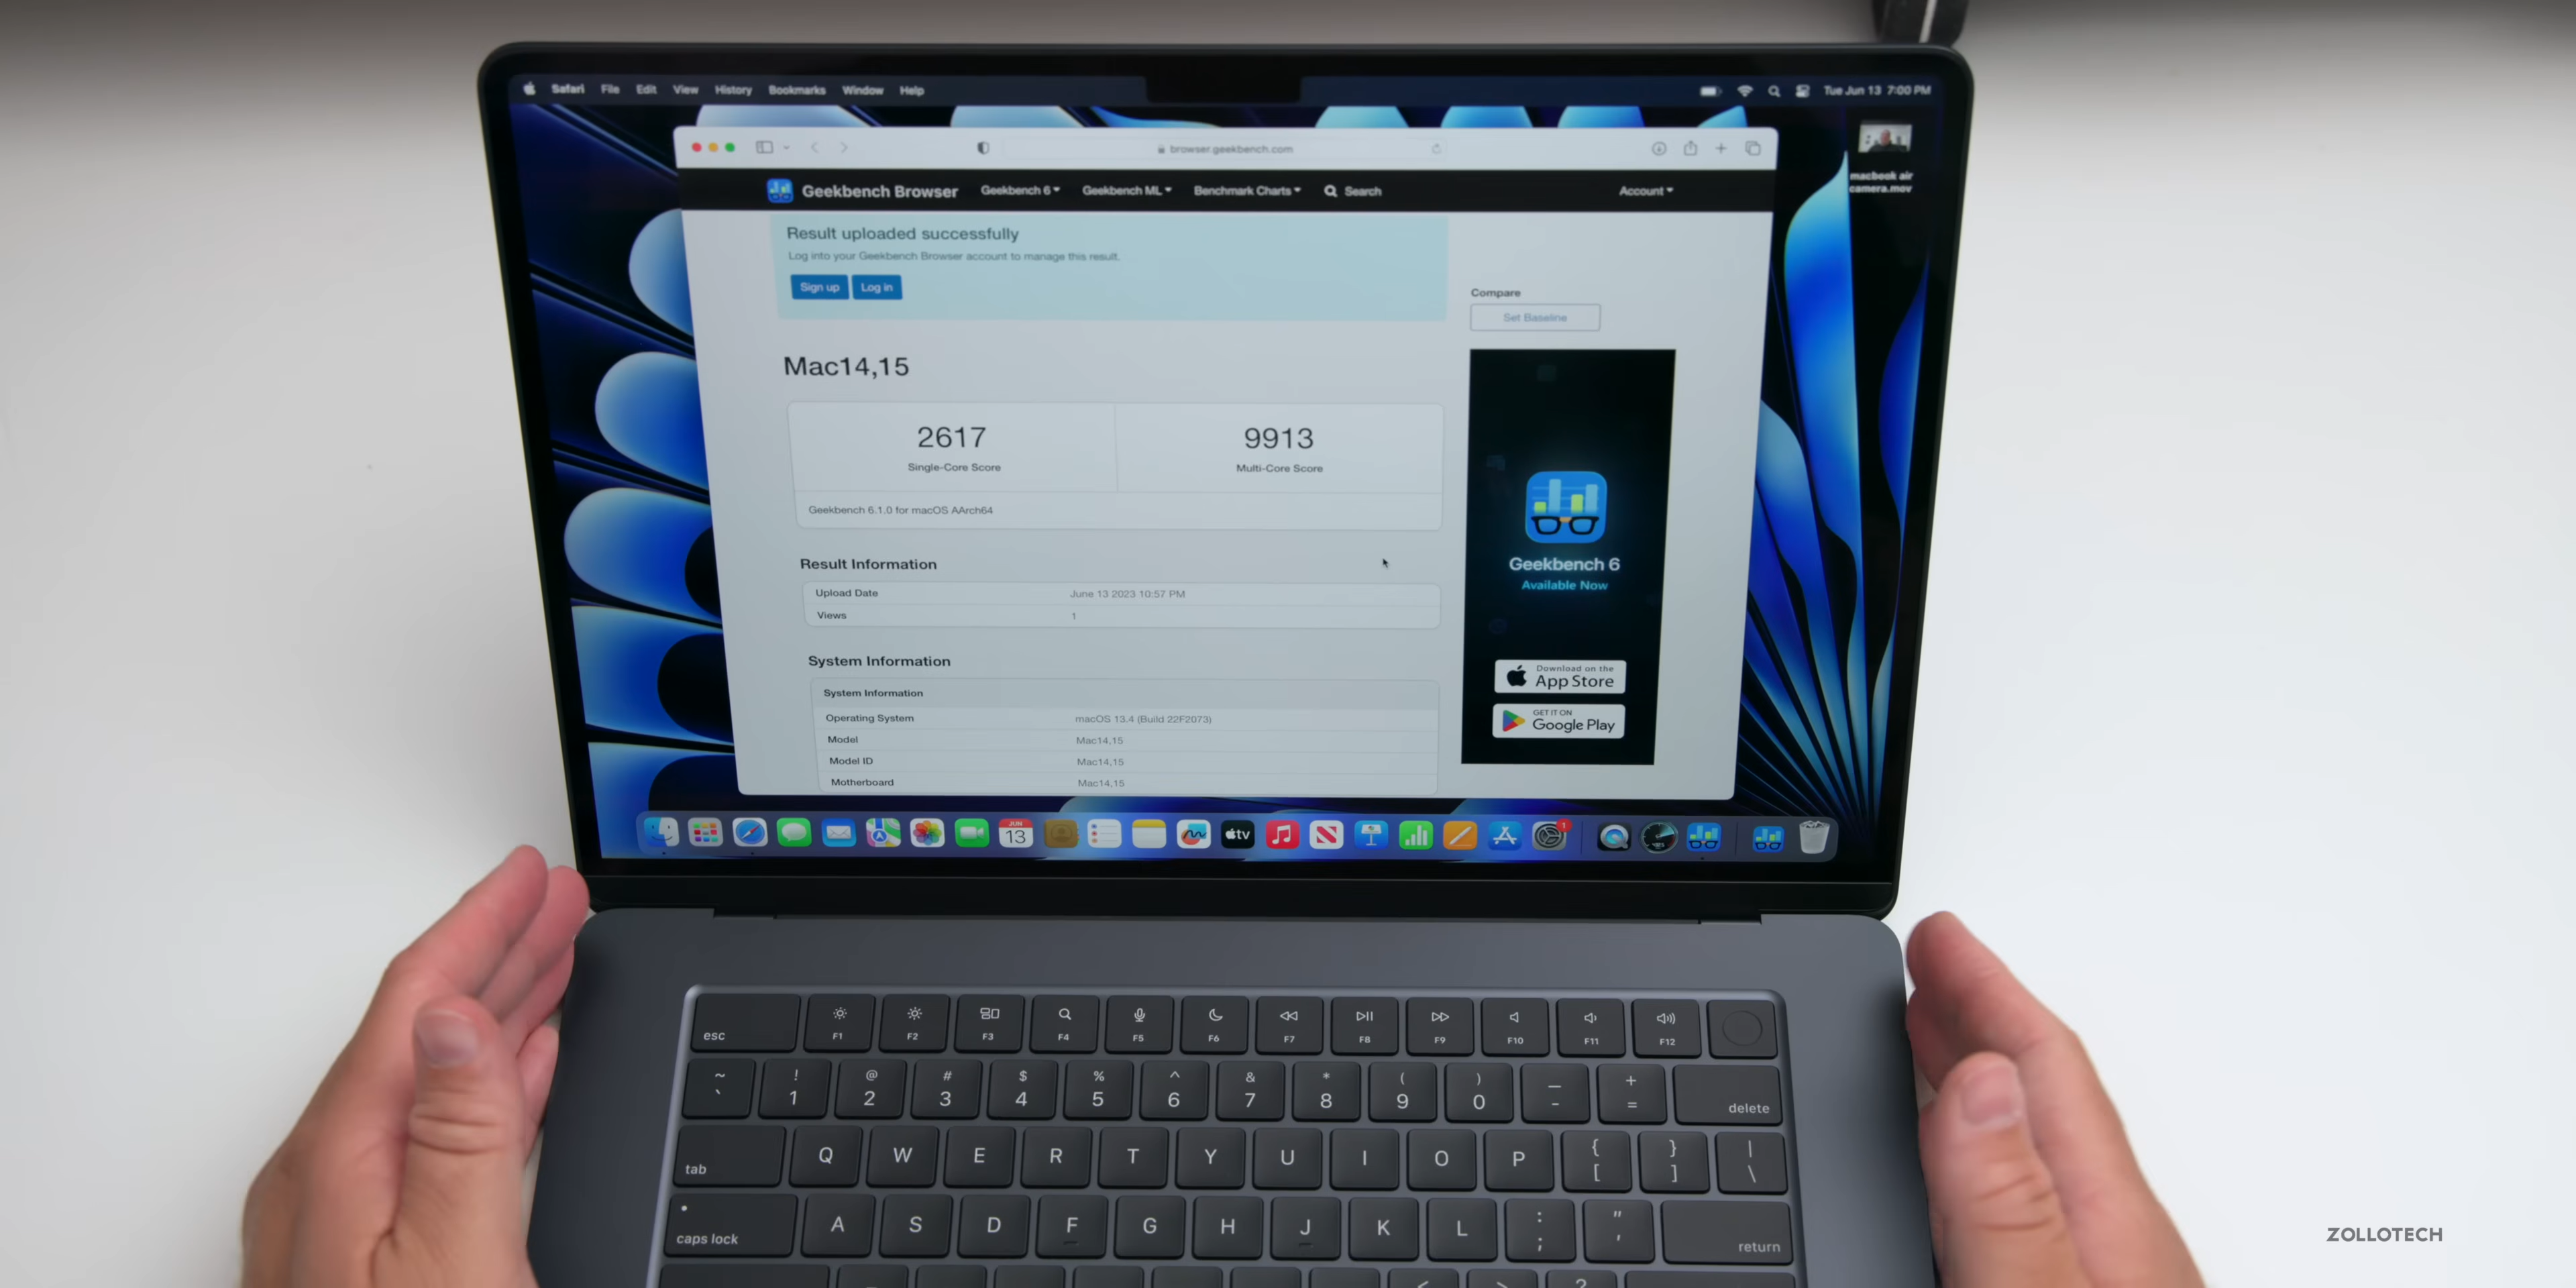 Safari File Edit View History Bookmarks Window Help
Tue Jun 13 7:00 PM
macbook air
camera.mov
browser.geekbench.com
Geekbench Browser Geekbench 6 Geekbench ML Benchmark Charts Search Account
Result uploaded successfully
Log into your Geekbench Browser account to manage this result.
Sign up Log in
Compare
Set Baseline
Mac14,15
2617 9913
Single-Core Score Multi-Core Score
Geekbench 6.1.0 for macOS AArch64
Result Information
Upload Date June 13 2023 10:57 PM
Views 1
System Information
System Information
Operating System macOS 13.4 (Build 22F2073)
Model Mac14,15
Model ID Mac14,15
Motherboard Mac14,15
Geekbench 6
Available Now
Download on the
App Store
GET IT ON
Google Play
JUN
13
tv
1
esc F1 F2 F3 F4 F5 F6 F7 F8 F9 F10 F11 F12
~ ! @ # $ % ^ & * ( ) — +
` 1 2 3 4 5 6 7 8 9 0 - = delete
tab Q W E R T Y U I O P { [ } ] | \
caps lock A S D F G H J K L : ; " ' return
< > ?
ZOLLOTECH